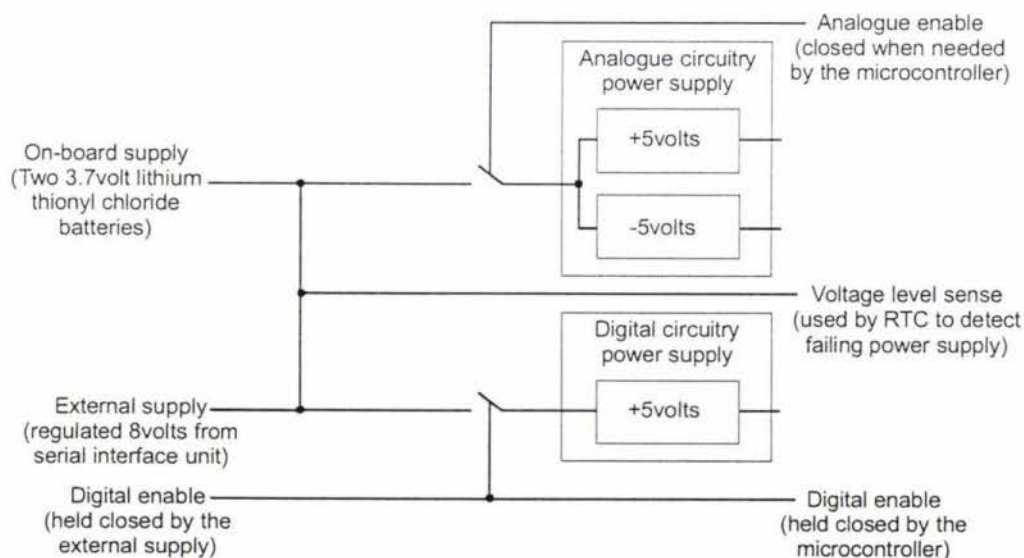 Analogue enable
(closed when needed
by the microcontroller)
Analogue circuitry
power supply
+5volts
-5volts
On-board supply
(Two 3.7volt lithium
thionyl chloride
batteries)
Voltage level sense
(used by RTC to detect
failing power supply)
Digital circuitry
power supply
+5volts
External supply
(regulated 8volts from
serial interface unit)
Digital enable
(held closed by the
external supply)
Digital enable
(held closed by the
microcontroller)